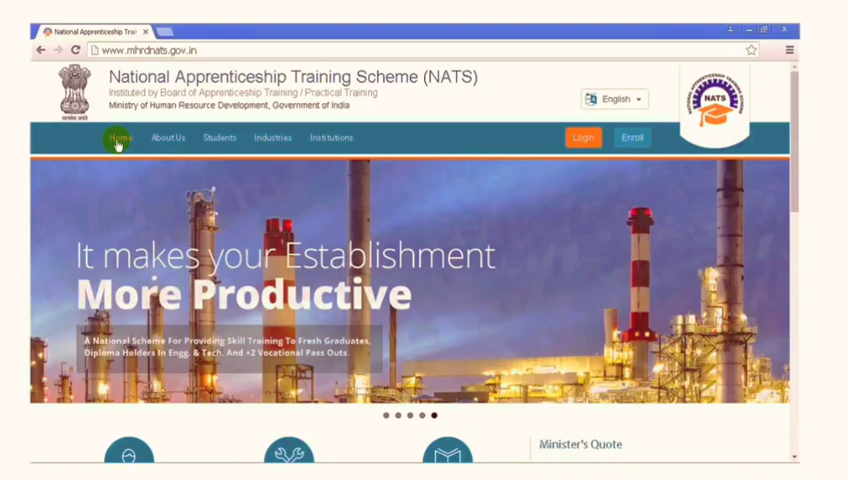 National Apprenticeship Trai
www.mhrdnats.gov.in
National Apprenticeship Training Scheme (NATS)
Instituted by Board of Apprenticeship Training / Practical Training
Ministry of Human Resource Development, Government of India
English
NATS
Home About Us Students Industries Institutions Login Enroll
It makes your Establishment
More Productive
A National Scheme For Providing Skill Training To Fresh Graduates,
Diploma Holders In Engg. & Tech. And +2 Vocational Pass Outs.
Minister's Quote